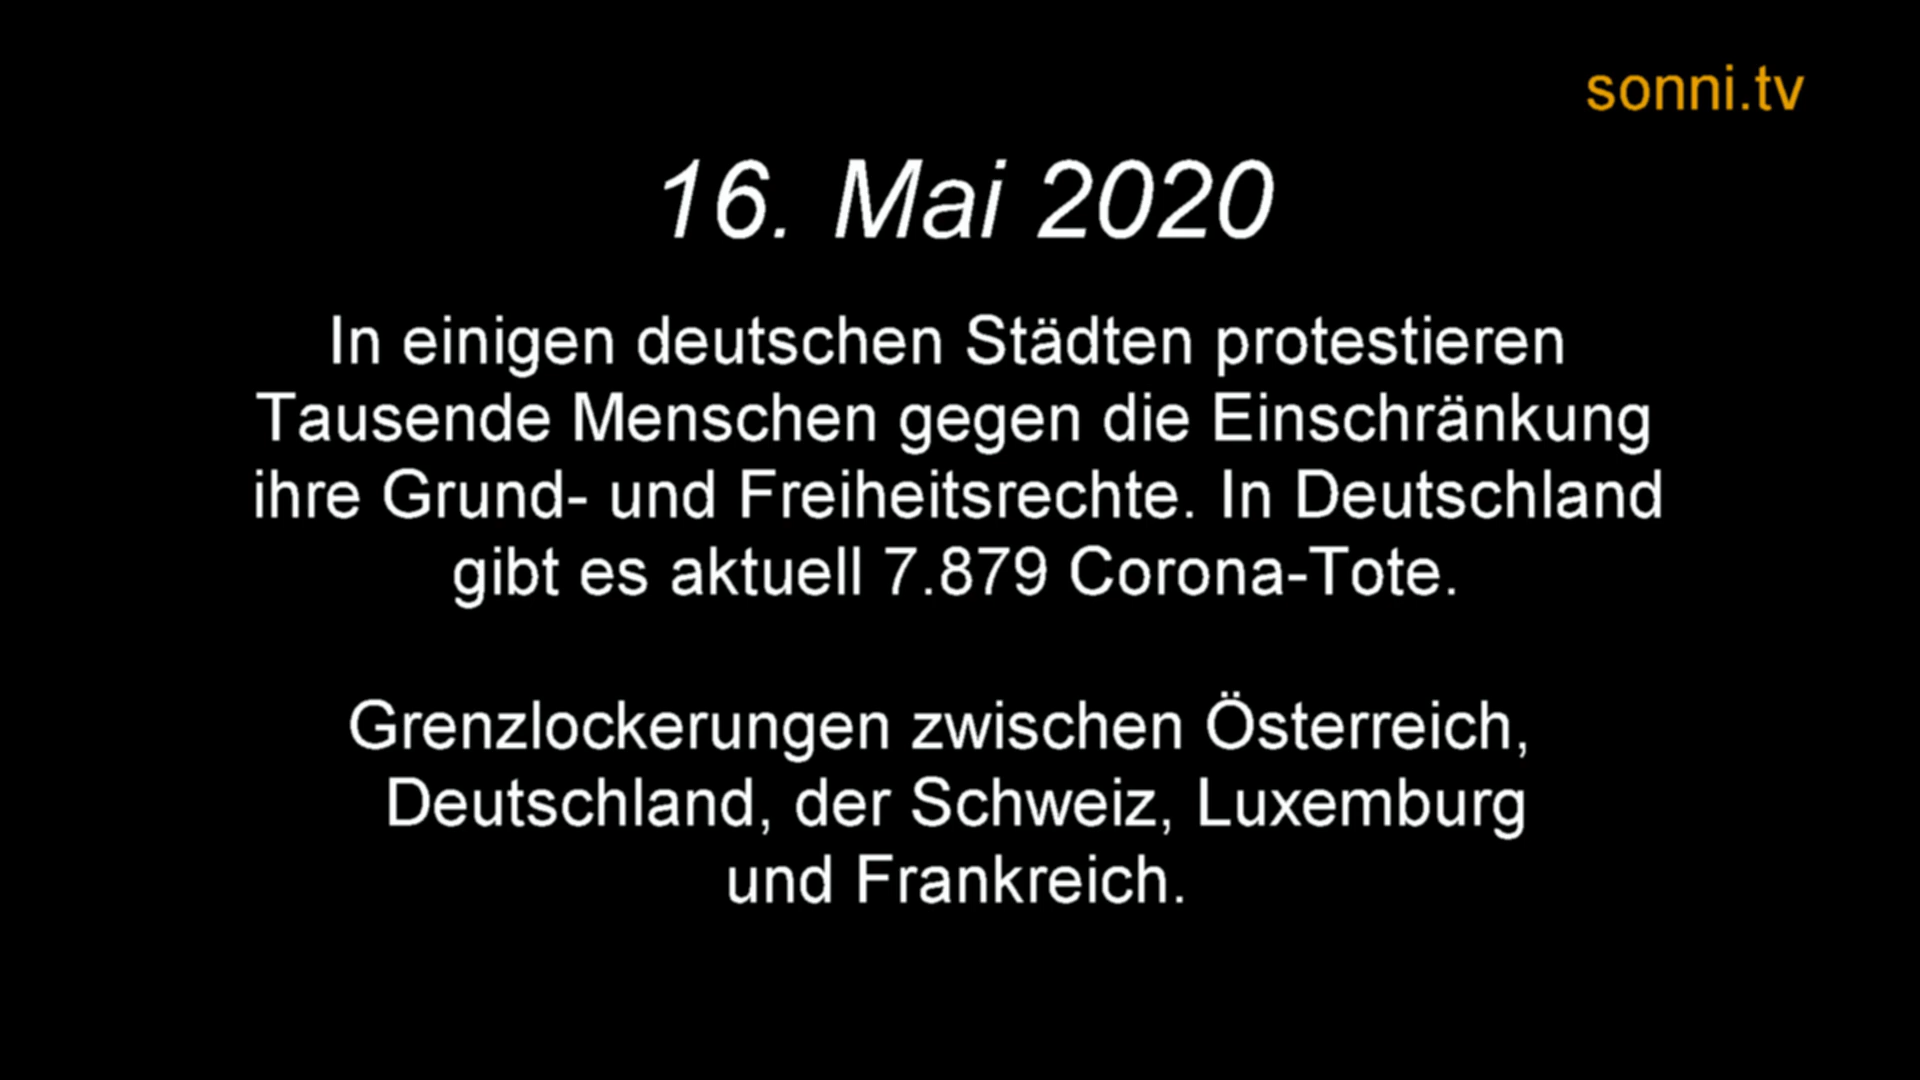 sonni.tv
16. Mai 2020
In einigen deutschen Städten protestieren
Tausende Menschen gegen die Einschränkung
ihre Grund- und Freiheitsrechte. In Deutschland
gibt es aktuell 7.879 Corona-Tote.
Grenzlockerungen zwischen Österreich,
Deutschland, der Schweiz, Luxemburg
und Frankreich.